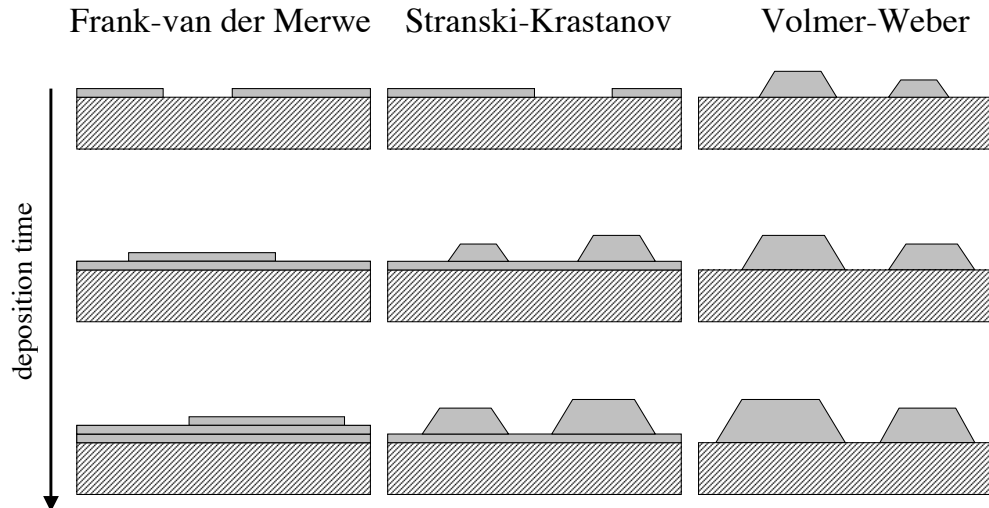 Frank-van der Merwe
Stranski-Krastanov
Volmer-Weber
deposition time